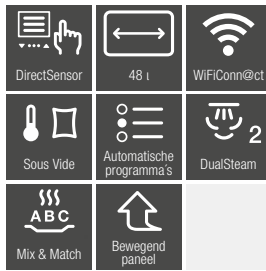 DirectSensor
48 l
WiFiConn@ct
Sous Vide
Automatische
programma´s
2
DualSteam
ABC
Mix & Match
Bewegend
paneel